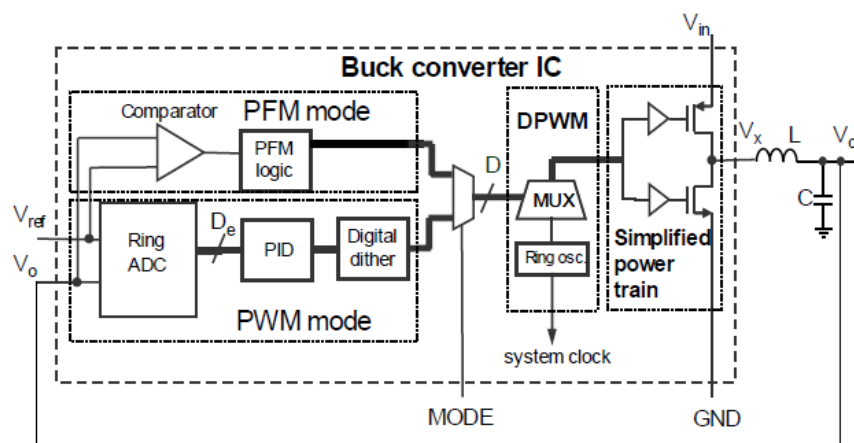 Vin
Buck converter IC
Comparator
PFM mode
PFM
logic
DPWM
Vx
L
Vo
D
MUX
C
Vref
Vo
Ring
ADC
De
PID
Digital
dither
Ring osc.
Simplified
power
train
PWM mode
system clock
MODE
GND